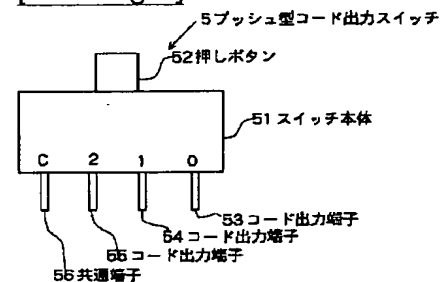 5プッシュ型コード出力スイッチ
52押しボタン
51スイッチ本体
C 2 1 0
53コード出力端子
54コード出力端子
55コード出力端子
56共通端子